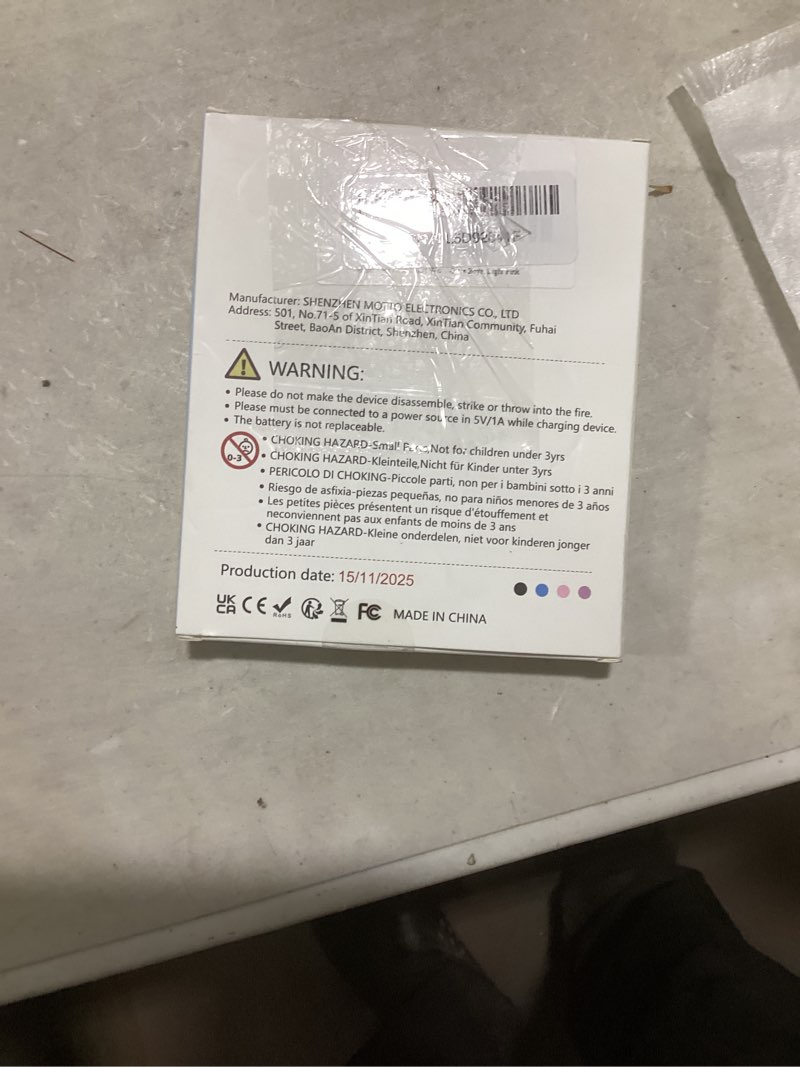 Light Pink
Manufacturer: SHENZHEN MOTTO ELECTRONICS CO., LTD
Address: 501, No.71-5 of XinTian Road, XinTian Community, Fuhai
Street, BaoAn District, Shenzhen, China
WARNING:
• Please do not make the device disassemble, strike or throw into the fire.
• Please must be connected to a power source in 5V/1A while charging device.
• The battery is not replaceable.
0-3
• CHOKING HAZARD-Small Parts,Not for children under 3yrs
• CHOKING HAZARD-Kleinteile,Nicht für Kinder unter 3yrs
• PERICOLO DI CHOKING-Piccole parti, non per i bambini sotto i 3 anni
• Riesgo de asfixia-piezas pequeñas, no para niños menores de 3 años
• Les petites pièces présentent un risque d'étouffement et
neconviennent pas aux enfants de moins de 3 ans
• CHOKING HAZARD-Kleine onderdelen, niet voor kinderen jonger
dan 3 jaar
Production date: 15/11/2025
UK CA CE RoHS FC MADE IN CHINA